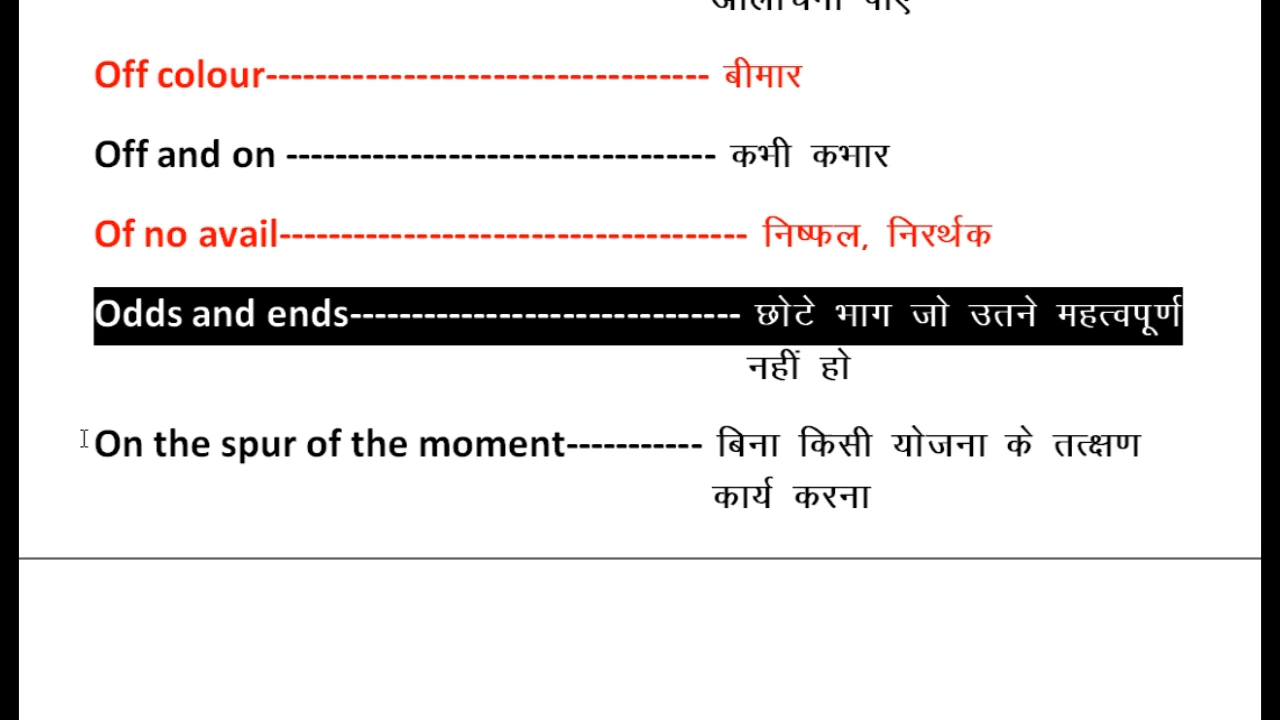 Off colour----------------------------------- बीमार
Off and on ---------------------------------- कभी कभार
Of no avail------------------------------------- निष्फल, निरर्थक
Odds and ends------------------------------- छोटे भाग जो उतने महत्वपूर्ण
नहीं हो
On the spur of the moment----------- बिना किसी योजना के तत्क्षण
कार्य करना